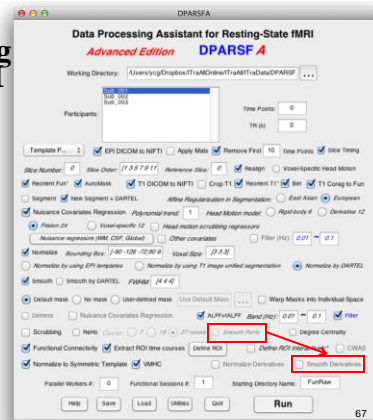 g
DPARSFA
Data Processing Assistant for Resting-State fMRI
Advanced Edition DPARSF A
Working Directory: /Users/ycg/Dropbox/ITraAllOnline/ITraAll/ITraData/DPARSF ...
Participants: Sub_001
Sub_002
Sub_003
Time Points: 0
TR (s): 0
Template P... EPI DICOM to NIFTI Apply Mats Remove First 10 Time Points Slice Timing
Slice Number: 0 Slice Order: [1 3 5 7 9 11 Reference Slice: 0 Realign Voxel-Specific Head Motion
Reorient Fun* AutoMask T1 DICOM to NIFTI Crop T1 Reorient T1* Bet T1 Coreg to Fun
Segment New Segment + DARTEL Affine Regularisation in Segmentation: East Asian European
Nuisance Covariates Regression Polynomial trend: 1 Head Motion model: Rigid-body 6 Derivative 12
Friston 24 Voxel-specific 12 Head motion scrubbing regressors
Nuisance regressors (WM, CSF, Global) Other covariates Filter (Hz): 0.01 ~ 0.1
Normalize Bounding Box: [-90 -126 -72;90 9 Voxel Size: [3 3 3]
Normalize by using EPI templates Normalize by using T1 image unified segmentation Normalize by DARTEL
Smooth Smooth by DARTEL FWHM: [4 4 4]
Default mask No mask User-defined mask Use Default Mask ... Warp Masks into Individual Space
Detrend Nuisance Covariates Regression ALFF+fALFF Band (Hz): 0.01 ~ 0.1 Filter
Scrubbing ReHo Cluster 7 19 27 voxels Smooth ReHo Degree Centrality
Functional Connectivity Extract ROI time courses Define ROI Define ROI Interactively* CWAS
Normalize to Symmetric Template VMHC Normalize Derivatives Smooth Derivatives
Parallel Workers #: 0 Functional Sessions #: 1 Starting Directory Name: FunRaw
Help Save Load Utilities Quit Run
67